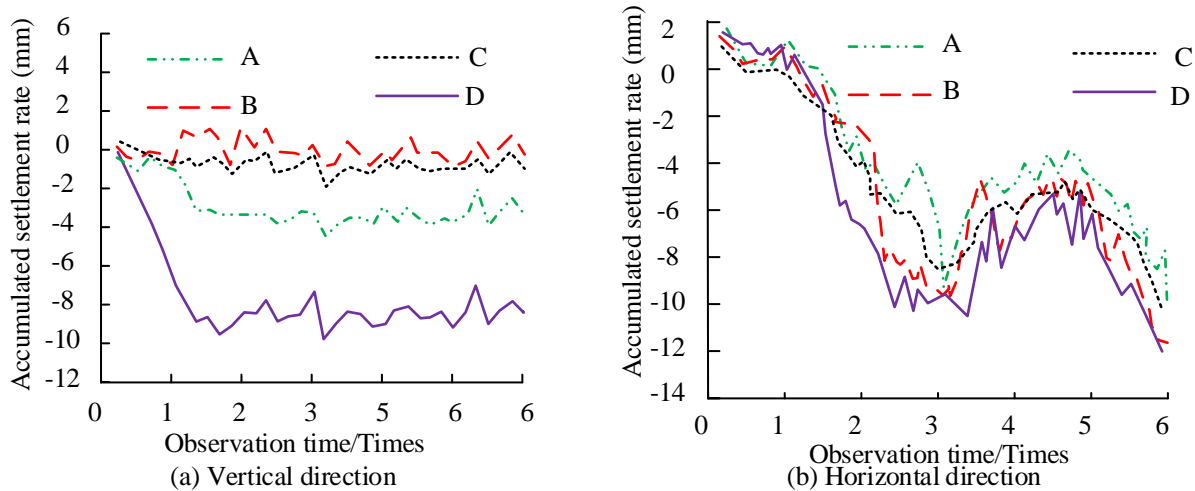 Accumulated settlement rate (mm)
6
4
2
0
-2
-4
-6
-8
-10
-12
A
B
C
D
0 1 2 3 4 5 6 6
Observation time/Times
(a) Vertical direction
Accumulated settlement rate (mm)
4
2
0
-2
-4
-6
-8
-10
-12
-14
A
B
C
D
0 1 2 3 4 5 6
Observation time/Times
(b) Horizontal direction